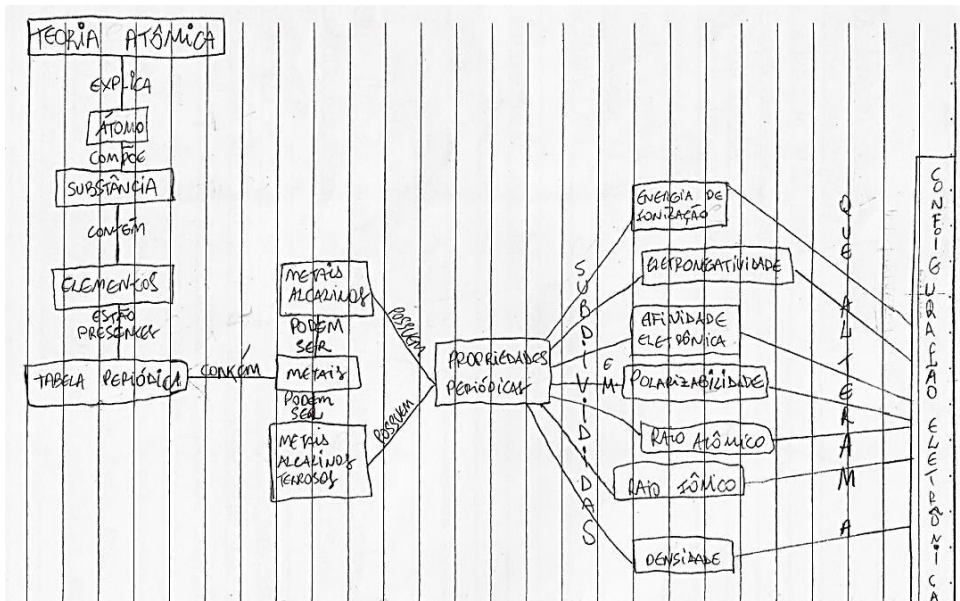 TEORIA ATÔMICA
EXPLICA
ÁTOMO
COMPÕE
SUBSTÂNCIA
CONTÉM
ELEMENTOS
ESTÃO
PRESENTES
TABELA PERIÓDICA
CONTÉM
METAIS
ALCALINOS
PODEM
SER
METAIS
PODEM
SER
METAIS
ALCALINOS
TERROSOS
POSSUEM
POSSUEM
PROPRIEDADES
PERIÓDICAS
SUBDIVIDIDAS
EM
ENERGIA DE
IONIZAÇÃO
ELETRONEGATIVIDADE
AFINIDADE
ELETRÔNICA
POLARIZABILIDADE
RAIO ATÔMICO
RAIO IÔNICO
DENSIDADE
QUE ALTERAM A
CONFIGURAÇÃO ELETRÔNICA